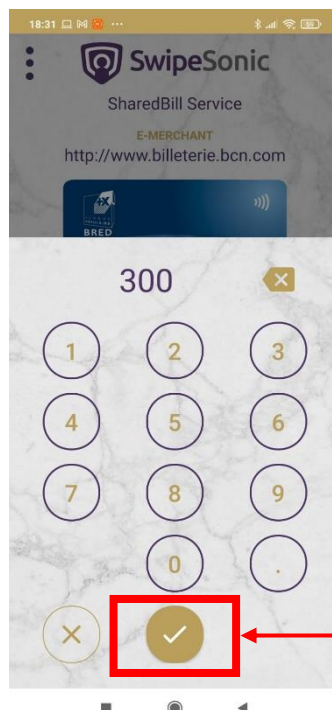 18:31
SwipeSonic
SharedBill Service
E-MERCHANT
http://www.billeterie.bcn.com
BRED
300
1 2 3
4 5 6
7 8 9
0 .